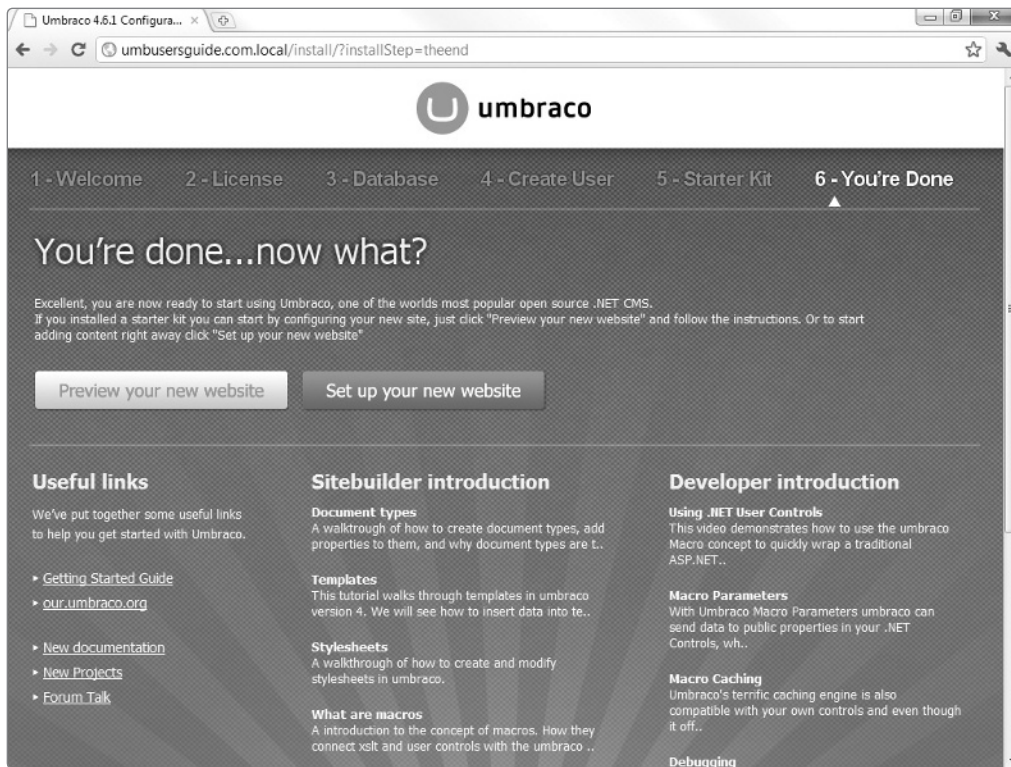 Umbraco 4.6.1 Configura...
umbusersguide.com.local/install/?installStep=theend
umbraco
1 - Welcome
2 - License
3 - Database
4 - Create User
5 - Starter Kit
6 - You're Done
You're done...now what?
Excellent, you are now ready to start using Umbraco, one of the worlds most popular open source .NET CMS.
If you installed a starter kit you can start by configuring your new site, just click "Preview your new website" and follow the instructions. Or to start
adding content right away click "Set up your new website"
Preview your new website
Set up your new website
Useful links
We've put together some useful links
to help you get started with Umbraco.
Getting Started Guide
our.umbraco.org
New documentation
New Projects
Forum Talk
Sitebuilder introduction
Document types
A walktrough of how to create document types, add
properties to them, and why document types are t..
Templates
This tutorial walks through templates in umbraco
version 4. We will see how to insert data into te..
Stylesheets
A walkthrough of how to create and modify
stylesheets in umbraco.
What are macros
A introduction to the concept of macros. How they
connect xslt and user controls with the umbraco ..
Developer introduction
Using .NET User Controls
This video demonstrates how to use the umbraco
Macro concept to quickly wrap a traditional
ASP.NET..
Macro Parameters
With Umbraco Macro Parameters umbraco can
send data to public properties in your .NET
Controls, wh..
Macro Caching
Umbraco's terrific caching engine is also
compatible with your own controls and even though
it off..
Debugging